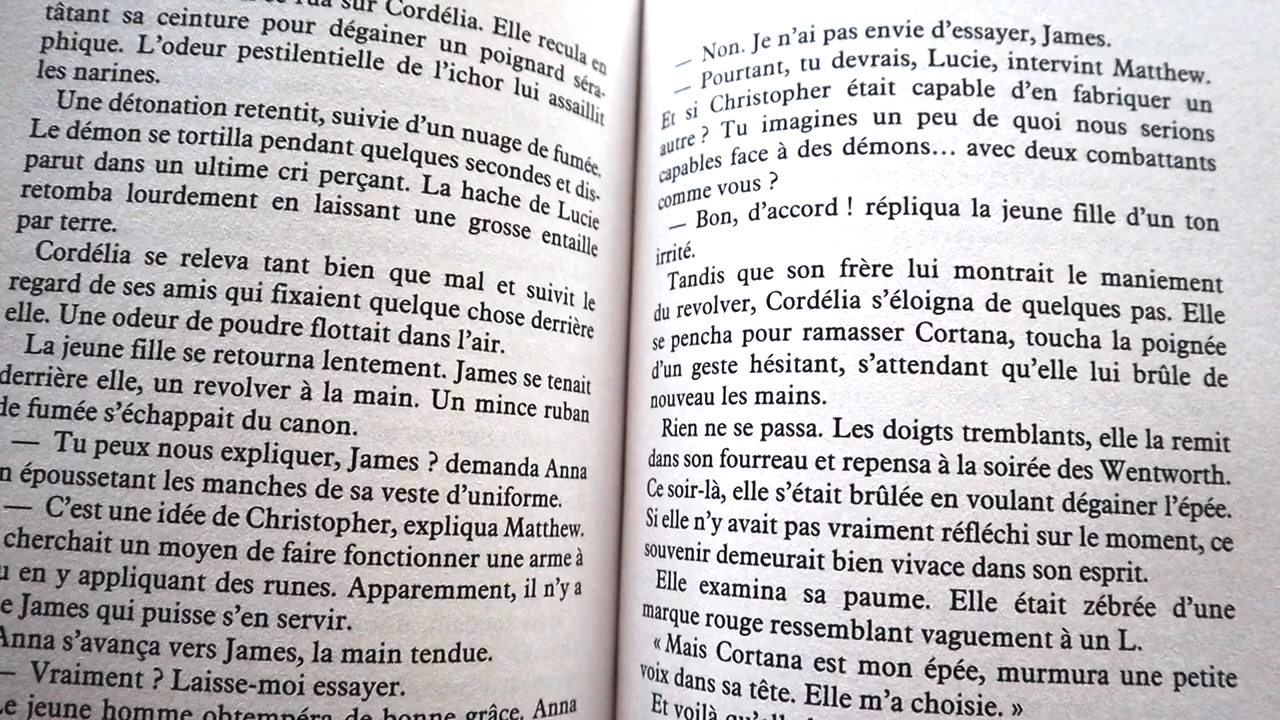 sur Cordélia. Elle recula en
tâtant sa ceinture pour dégainer un poignard séra-
phique. L'odeur pestilentielle de l'ichor lui assaillit
les narines.
Une détonation retentit, suivie d'un nuage de fumée.
Le démon se tortilla pendant quelques secondes et dis-
parut dans un ultime cri perçant. La hache de Lucie
retomba lourdement en laissant une grosse entaille
par terre.
Cordélia se releva tant bien que mal et suivit le
regard de ses amis qui fixaient quelque chose derrière
elle. Une odeur de poudre flottait dans l'air.
La jeune fille se retourna lentement. James se tenait
derrière elle, un revolver à la main. Un mince ruban
de fumée s'échappait du canon.
— Tu peux nous expliquer, James ? demanda Anna
n époussetant les manches de sa veste d'uniforme.
— C'est une idée de Christopher, expliqua Matthew.
cherchait un moyen de faire fonctionner une arme à
u en y appliquant des runes. Apparemment, il n'y a
e James qui puisse s'en servir.
Anna s'avança vers James, la main tendue.
— Vraiment ? Laisse-moi essayer.
Le jeune homme obtempéra de bonne grâce. Anna
— Non. Je n'ai pas envie d'essayer, James.
— Pourtant, tu devrais, Lucie, intervint Matthew.
Et si Christopher était capable d'en fabriquer un
autre ? Tu imagines un peu de quoi nous serions
capables face à des démons… avec deux combattants
comme vous ?
— Bon, d'accord ! répliqua la jeune fille d'un ton
irrité.
Tandis que son frère lui montrait le maniement
du revolver, Cordélia s'éloigna de quelques pas. Elle
se pencha pour ramasser Cortana, toucha la poignée
d'un geste hésitant, s'attendant qu'elle lui brûle de
nouveau les mains.
Rien ne se passa. Les doigts tremblants, elle la remit
dans son fourreau et repensa à la soirée des Wentworth.
Ce soir-là, elle s'était brûlée en voulant dégainer l'épée.
Si elle n'y avait pas vraiment réfléchi sur le moment, ce
souvenir demeurait bien vivace dans son esprit.
Elle examina sa paume. Elle était zébrée d'une
marque rouge ressemblant vaguement à un L.
« Mais Cortana est mon épée, murmura une petite
voix dans sa tête. Elle m'a choisie. »
Et voilà